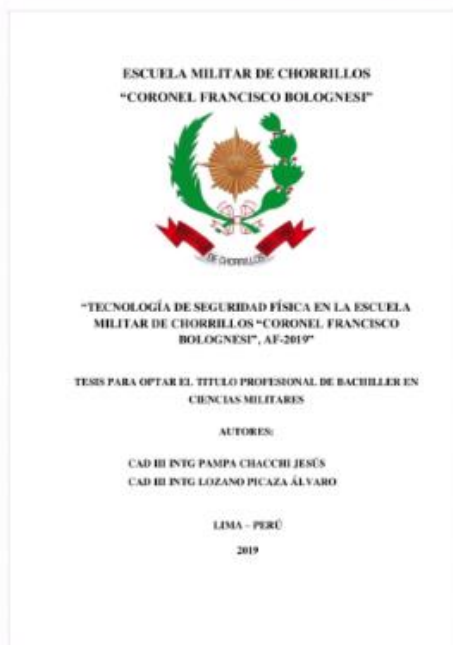 ESCUELA MILITAR DE CHORRILLOS
“CORONEL FRANCISCO BOLOGNESI”
DE CHORRILLOS
“TECNOLOGÍA DE SEGURIDAD FÍSICA EN LA ESCUELA
MILITAR DE CHORRILLOS “CORONEL FRANCISCO
BOLOGNESI”, AF-2019”
TESIS PARA OPTAR EL TITULO PROFESIONAL DE BACHILLER EN
CIENCIAS MILITARES
AUTORES:
CAD III INTG PAMPA CHACCHI JESÚS
CAD III INTG LOZANO PICAZA ÁLVARO
LIMA – PERÚ
2019